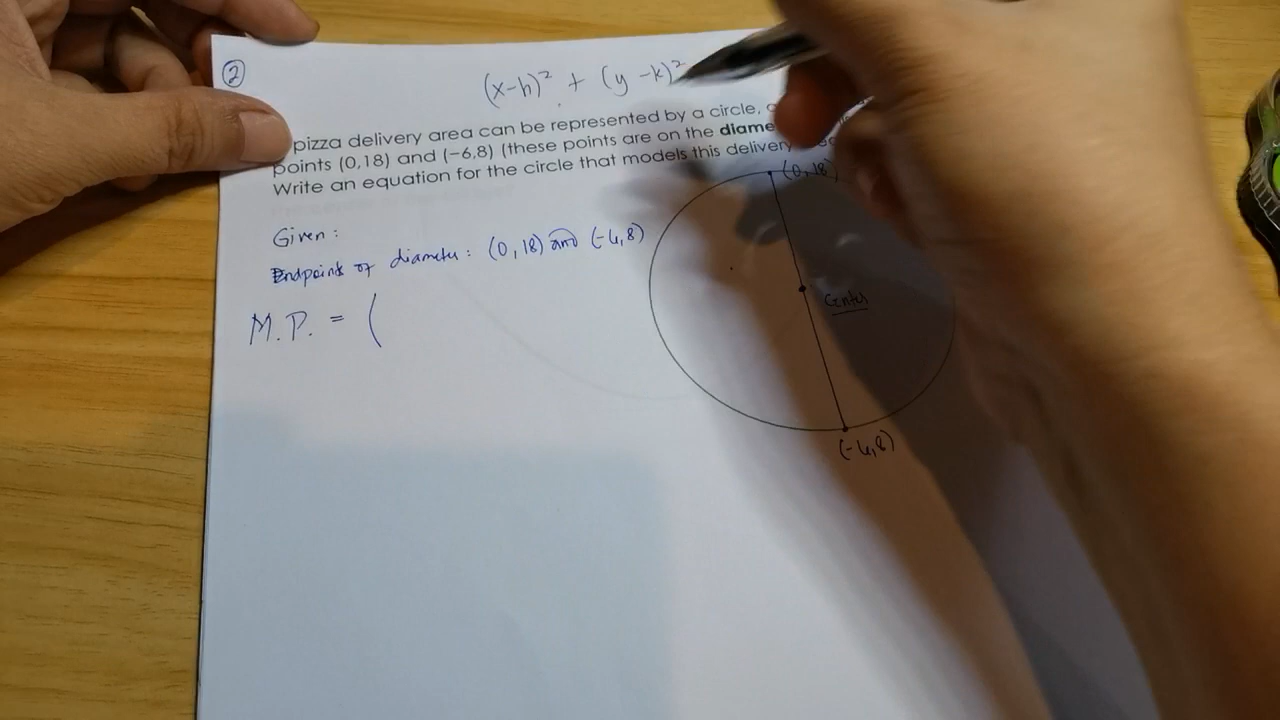 ②
(x-h)² + (y-k)²
pizza delivery area can be represented by a circle,
points (0,18) and (−6,8) (these points are on the diame
Write an equation for the circle that models this delivery
(0,18)
Given:
Endpoints of diameter: (0,18) and (-6,8)
Center
M.P. = (
(-6,8)